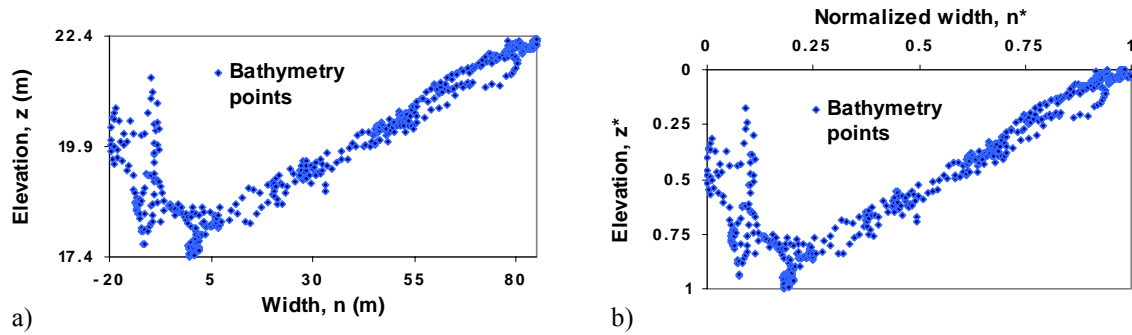 22.4
19.9
17.4
Elevation, z (m)
Bathymetry
points
-20
5
30
55
80
Width, n (m)
a)
Normalized width, n*
0
0.25
0.5
0.75
1
0
0.25
0.5
0.75
1
Elevation, z*
Bathymetry
points
b)